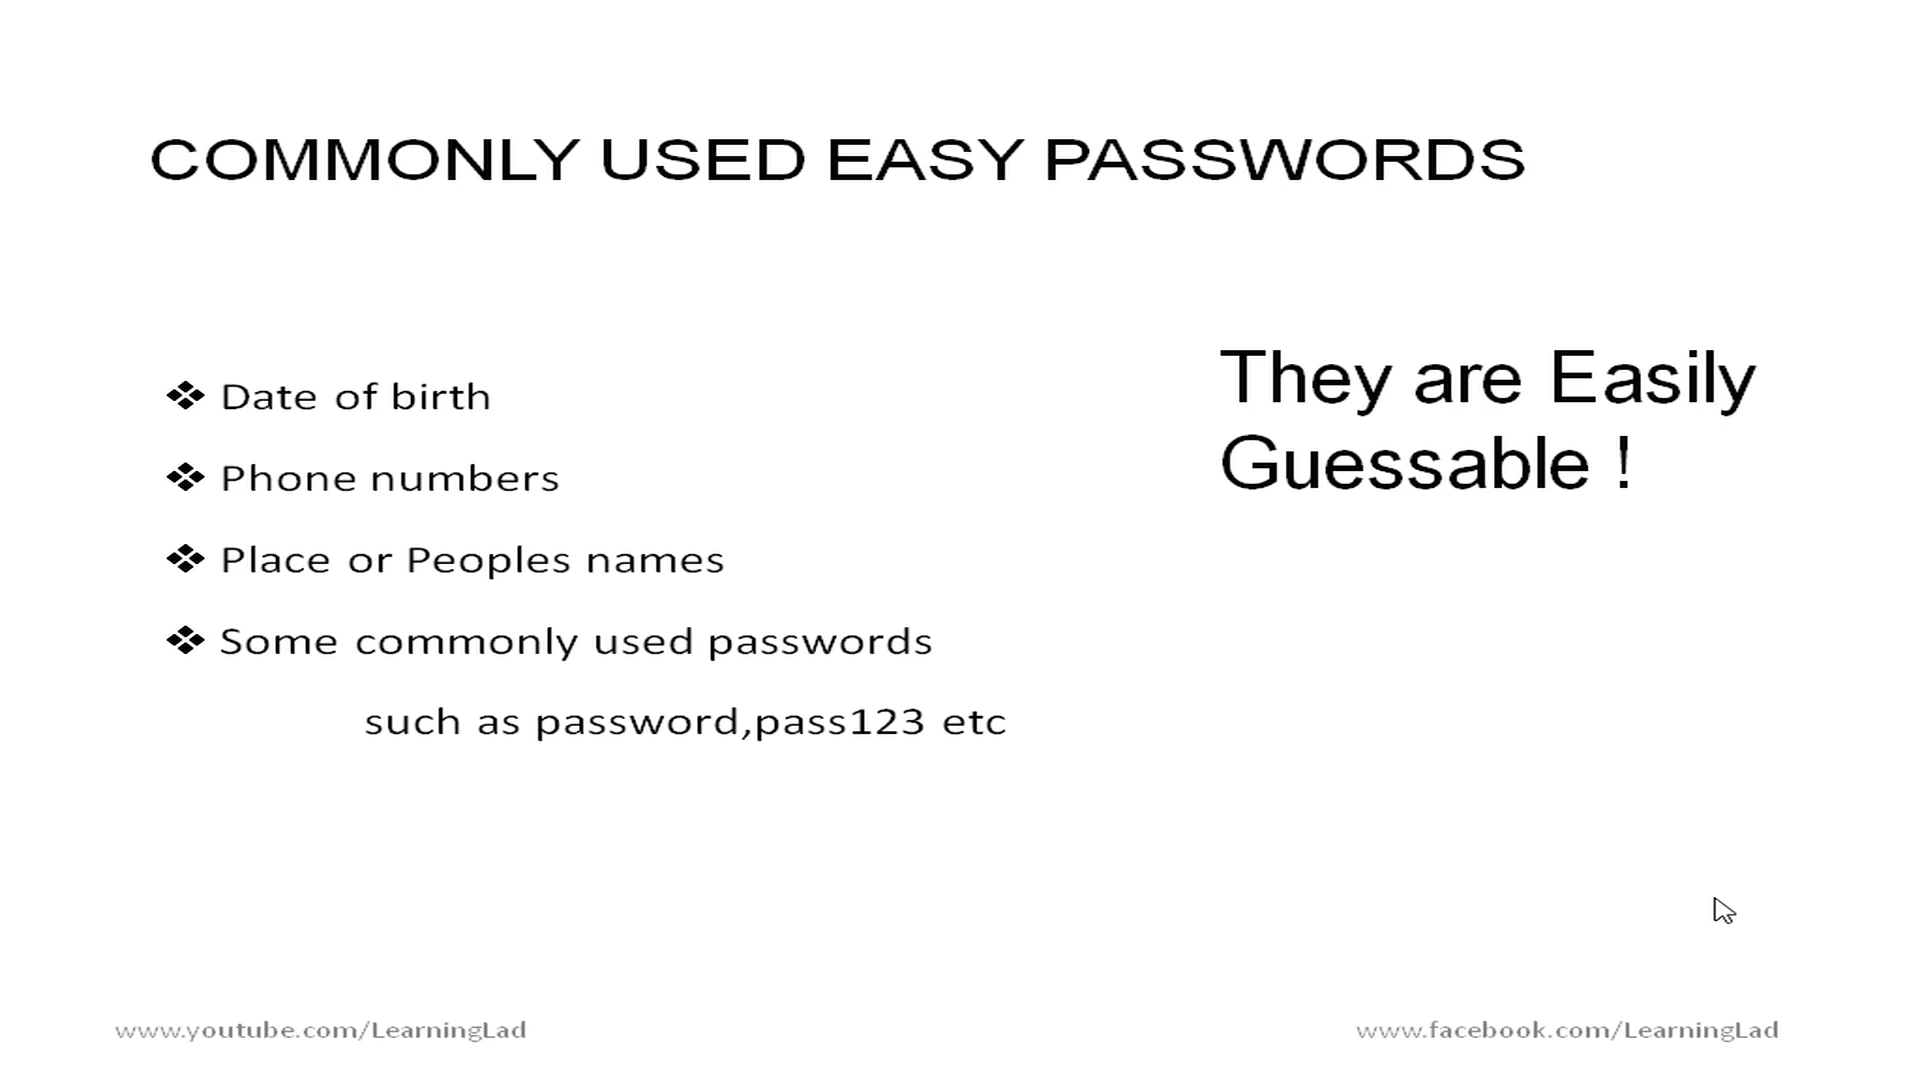 COMMONLY USED EASY PASSWORDS
❖ Date of birth
❖ Phone numbers
❖ Place or Peoples names
❖ Some commonly used passwords
such as password,pass123 etc
They are Easily
Guessable !
www.youtube.com/LearningLad
www.facebook.com/LearningLad